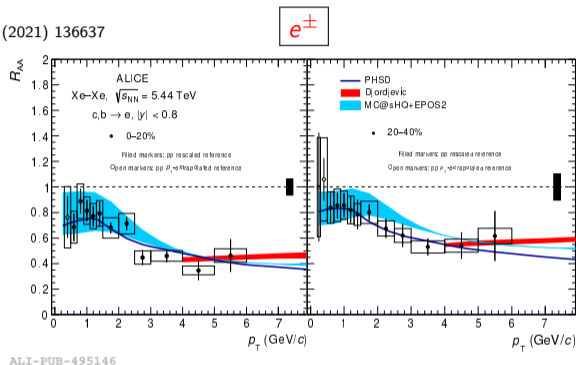 (2021) 136637
e±
R_AA
ALICE
Xe–Xe, √s_NN = 5.44 TeV
c,b → e, |y| < 0.8
0–20%
Filled markers: pp rescaled reference
Open markers: pp p_T-extrapolated reference
2
1.8
1.6
1.4
1.2
1
0.8
0.6
0.4
0.2
0
0 1 2 3 4 5 6 7
p_T (GeV/c)
PHSD
Djordjevic
MC@sHQ+EPOS2
20–40%
Filled markers: pp rescaled reference
Open markers: pp p_T-extrapolated reference
0 1 2 3 4 5 6 7
p_T (GeV/c)
ALI-PUB-495146